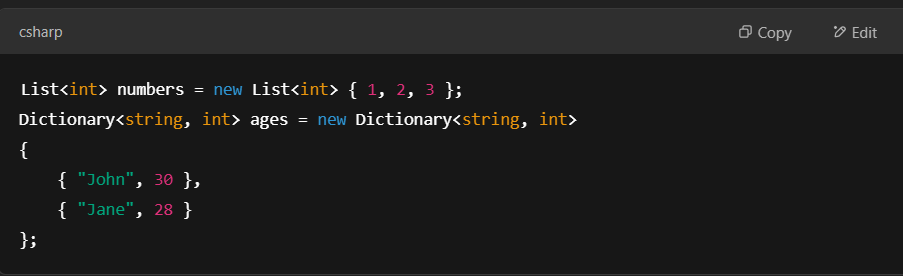 csharp
Copy
Edit
List<int> numbers = new List<int> { 1, 2, 3 };
Dictionary<string, int> ages = new Dictionary<string, int>
{
    { "John", 30 },
    { "Jane", 28 }
};